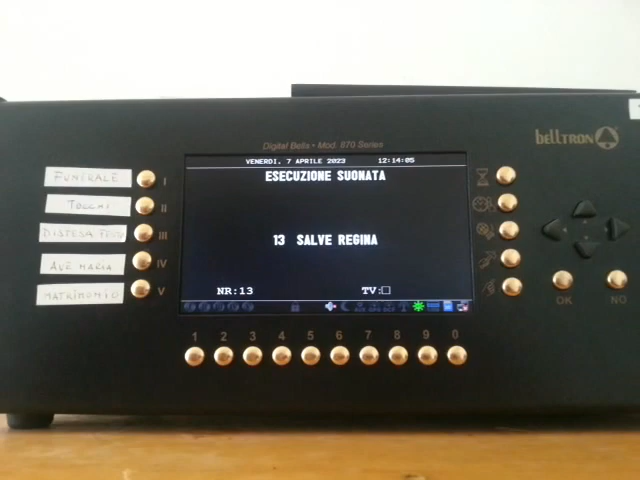 Digital Bells • Mod. 870 Series
bellTRON
VENERDI, 7 APRILE 2023 12:14:05
ESECUZIONE SUONATA
13 SALVE REGINA
NR:13 TV:
FUNERALE I
TOCCHI II
DISTESA FESTIVA III
AVE MARIA IV
MATRIMONIO V
OK NO
1 2 3 4 5 6 7 8 9 0